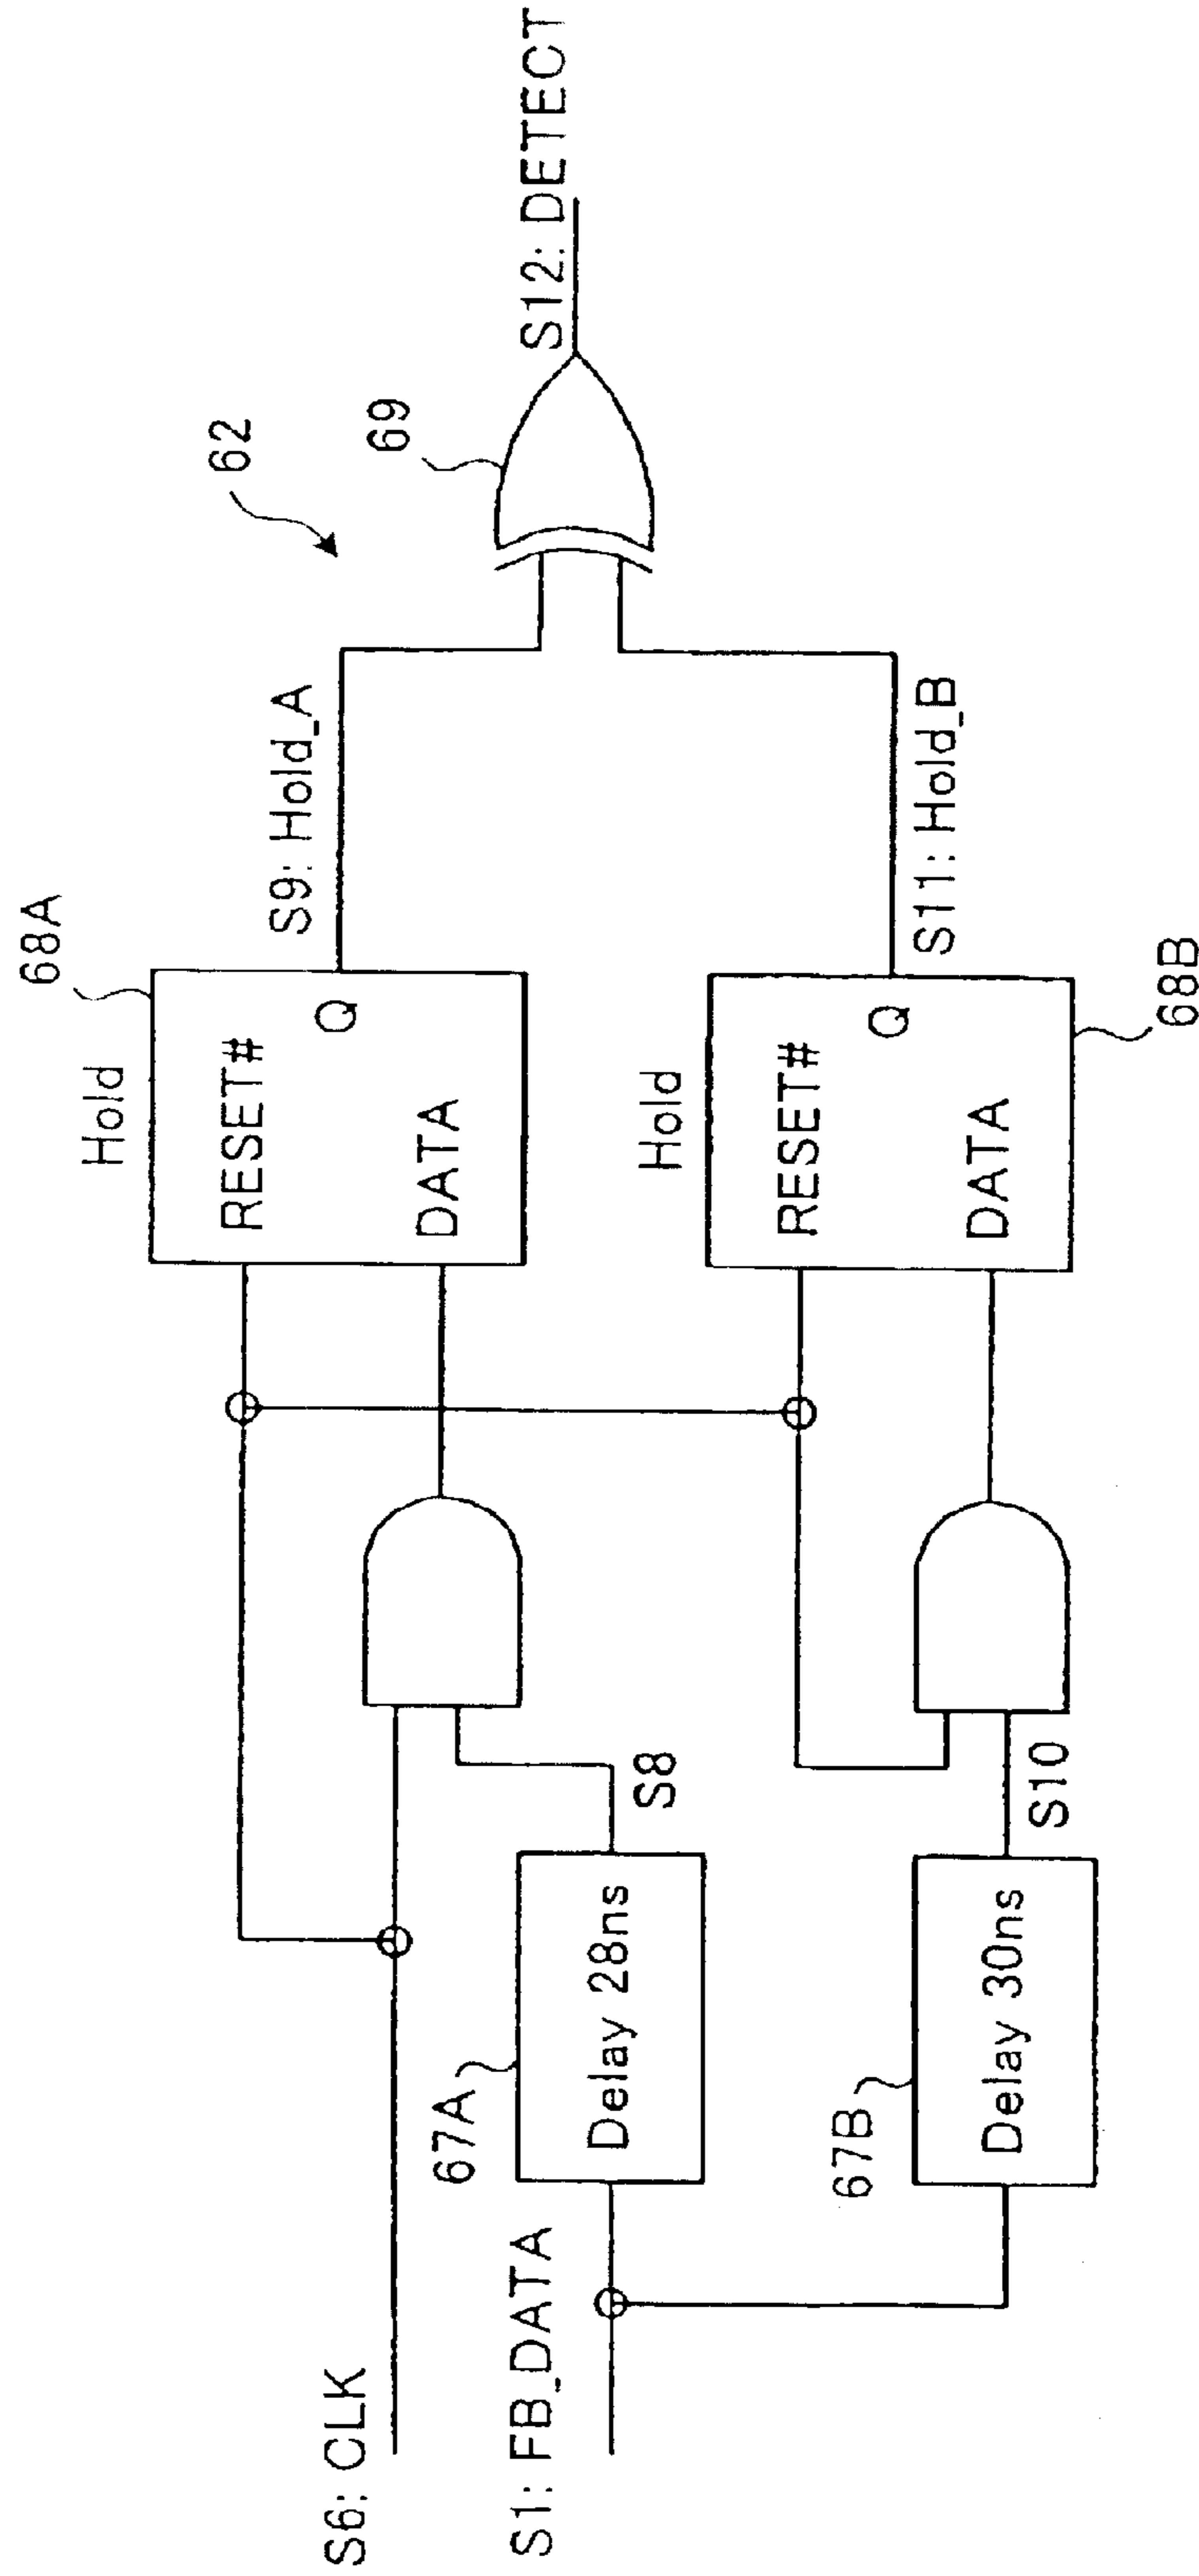 S6: CLK
S1: FB_DATA
67A
Delay 28ns
S8
67B
Delay 30ns
S10
Hold
68A
RESET#
Q
DATA
S9: Hold_A
Hold
RESET#
Q
DATA
68B
S11: Hold_B
62
69
S12: DETECT